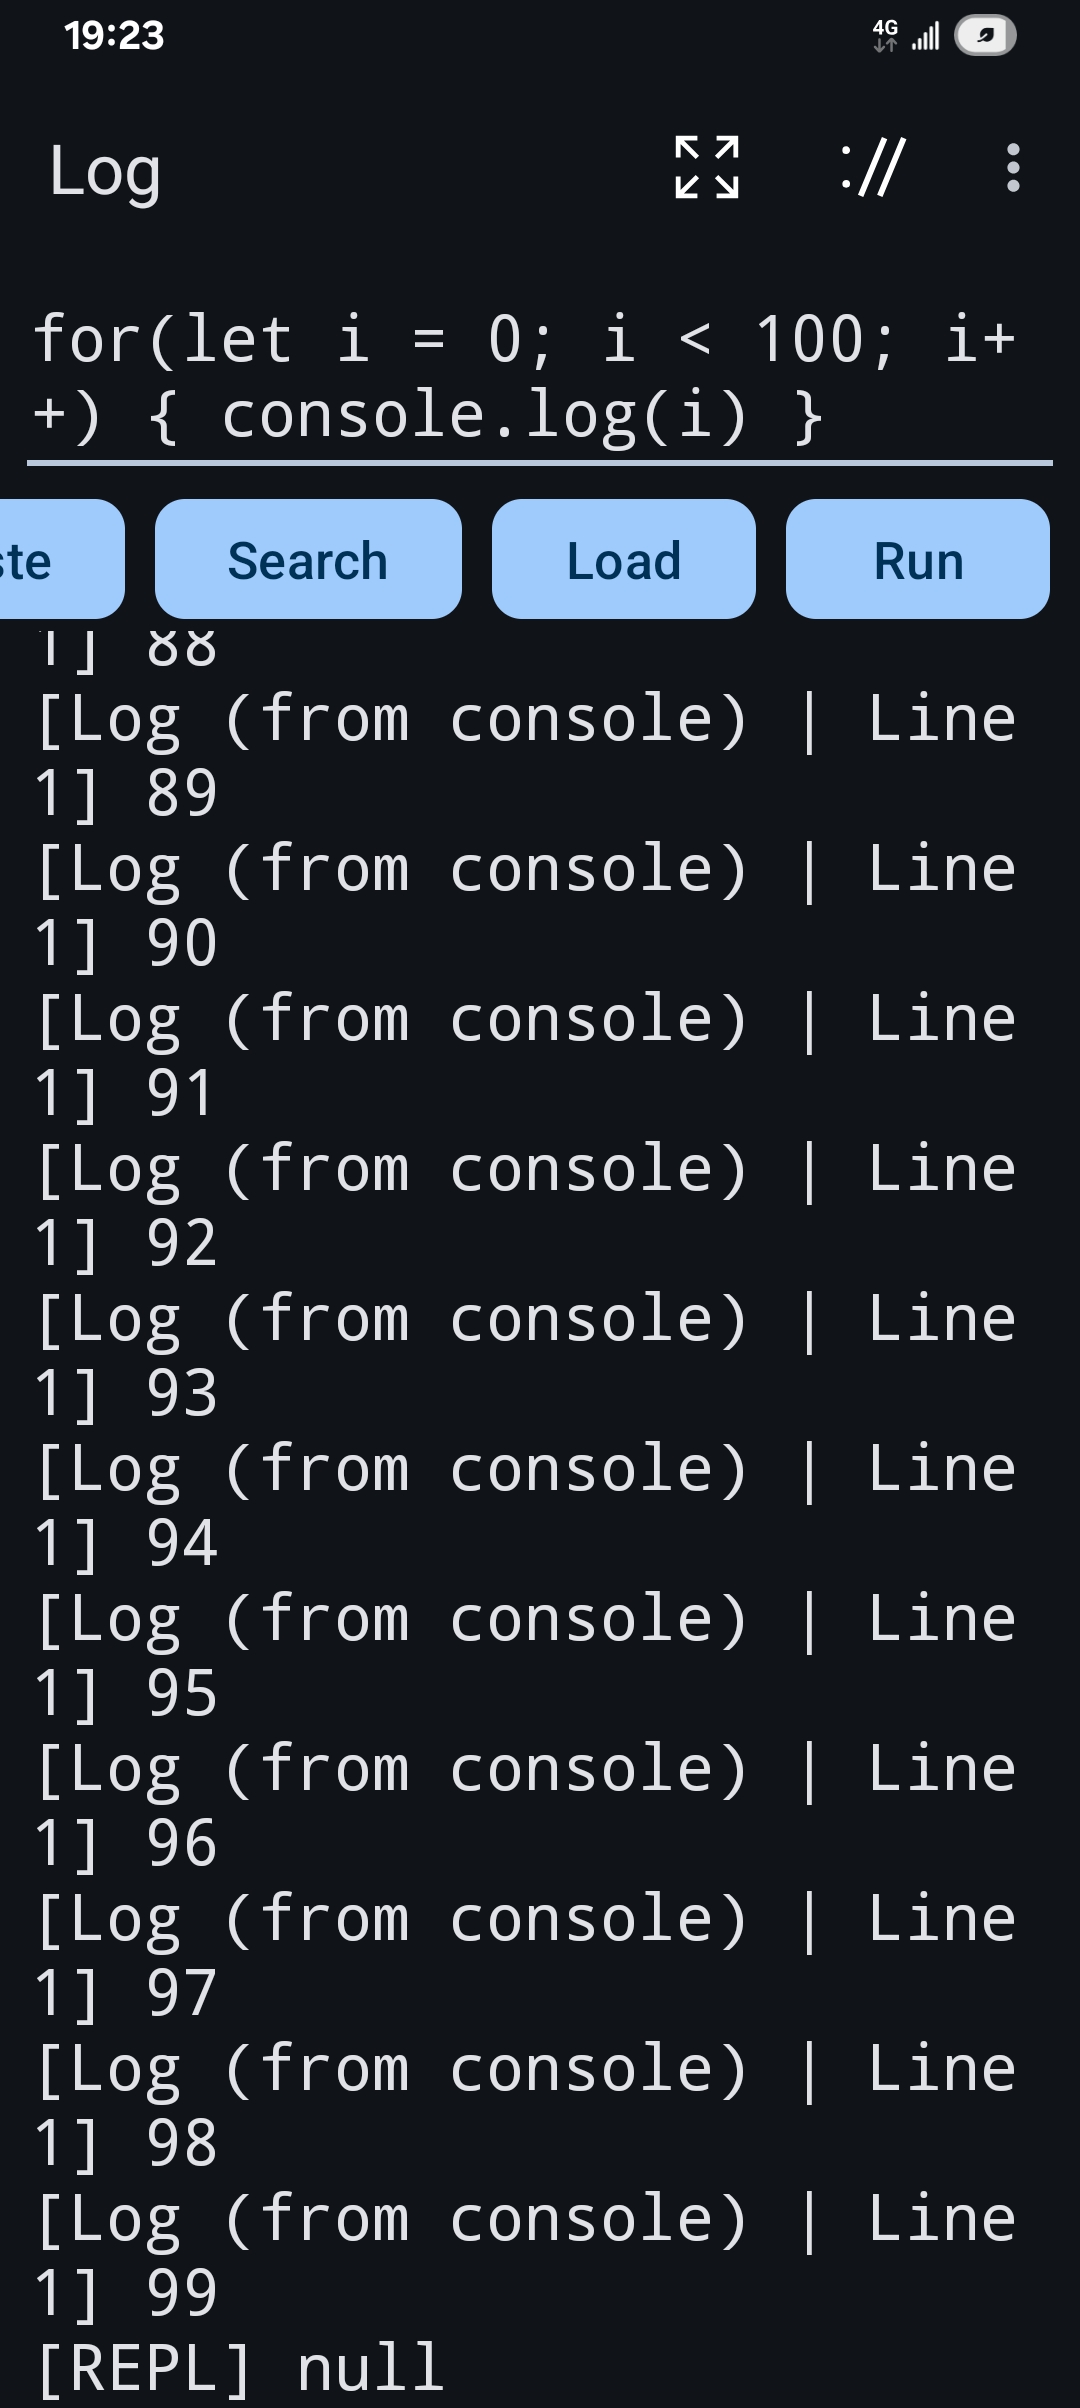 19:23
4G
Log
://
for(let i = 0; i < 100; i+
+) { console.log(i) }
ste
Search
Load
Run
1] 88
[Log (from console) | Line
1] 89
[Log (from console) | Line
1] 90
[Log (from console) | Line
1] 91
[Log (from console) | Line
1] 92
[Log (from console) | Line
1] 93
[Log (from console) | Line
1] 94
[Log (from console) | Line
1] 95
[Log (from console) | Line
1] 96
[Log (from console) | Line
1] 97
[Log (from console) | Line
1] 98
[Log (from console) | Line
1] 99
[REPL] null